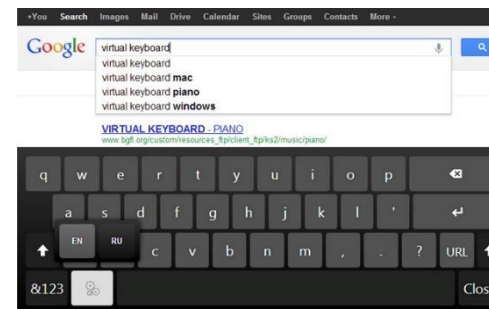 +You Search Images Mail Drive Calendar Sites Groups Contacts More -
Google virtual keyboard
virtual keyboard
virtual keyboard mac
virtual keyboard piano
virtual keyboard windows
VIRTUAL KEYBOARD - PIANO
www.bgfl.org/custom/resources_ftp/client_ftp/ks2/music/piano/
q w e r t y u i o p
a s d f g h j k l '
EN RU c v b n m , . ? URL
&123 Clos